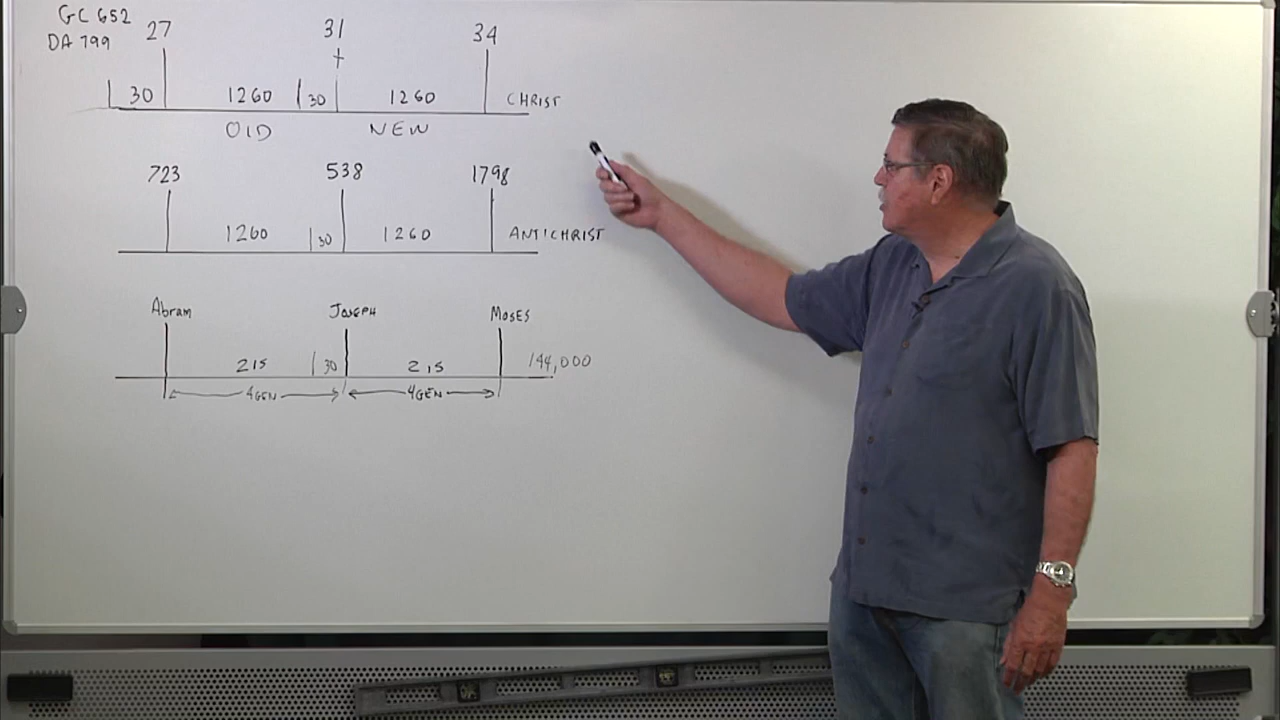 GC 652
DA 799
27 31 34
30 1260 30 1260 CHRIST
OLD NEW
723 538 1798
1260 30 1260 ANTICHRIST
Abram JOSEPH MOSES
215 30 215 144,000
4GEN 4GEN